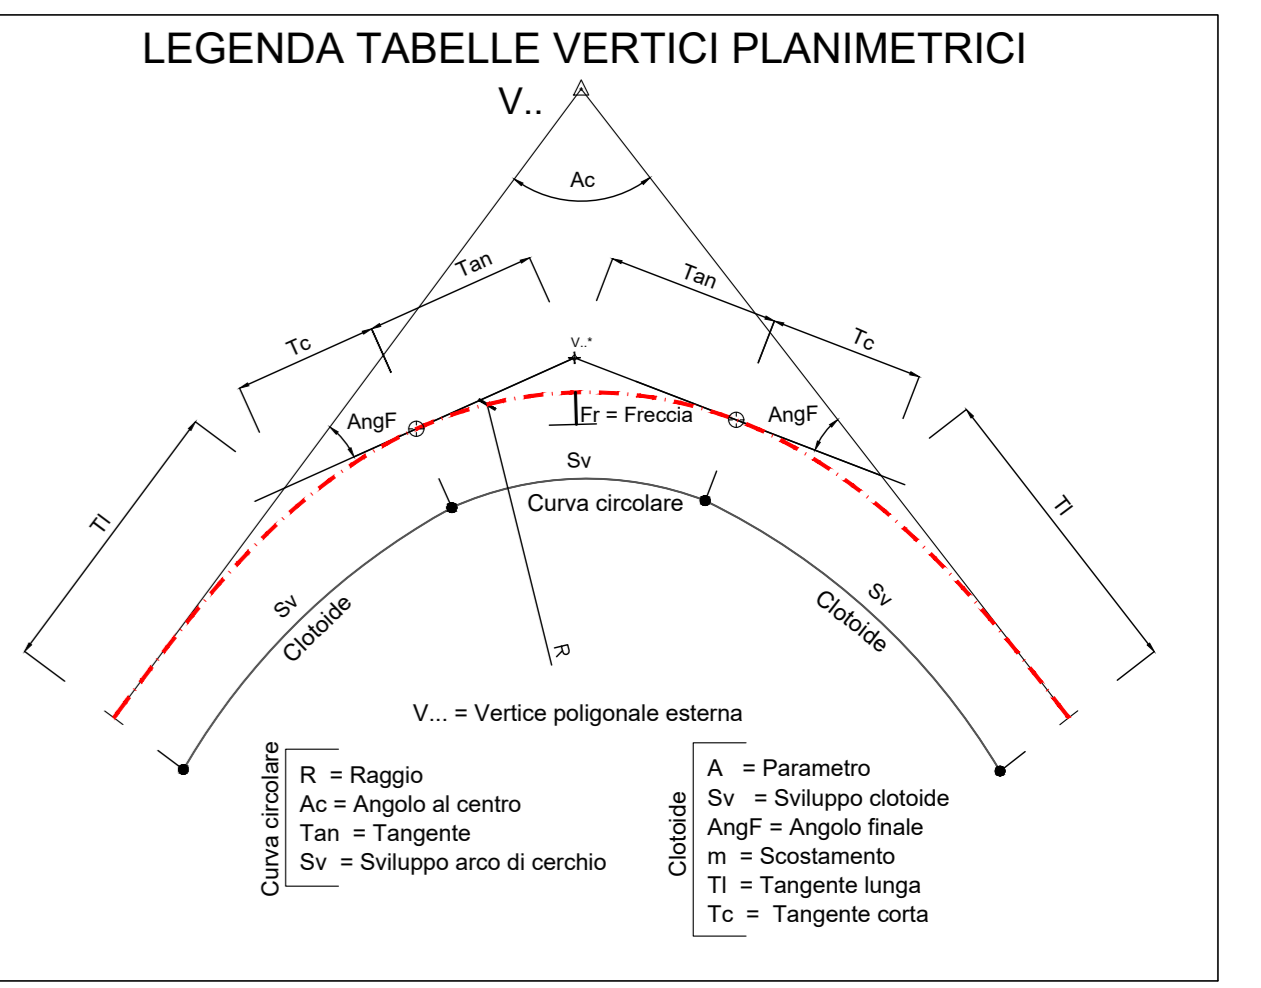 LEGENDA TABELLE VERTICI PLANIMETRICI
V..
Ac
Tan
Tan
Tc
Tc
V..*
AngF
Fr = Freccia
AngF
Tl
Tl
Sv
Curva circolare
Sv
Clotoide
Sv
Clotoide
R
V... = Vertice poligonale esterna
Curva circolare
R = Raggio
Ac = Angolo al centro
Tan = Tangente
Sv = Sviluppo arco di cerchio
Clotoide
A = Parametro
Sv = Sviluppo clotoide
AngF = Angolo finale
m = Scostamento
Tl = Tangente lunga
Tc = Tangente corta